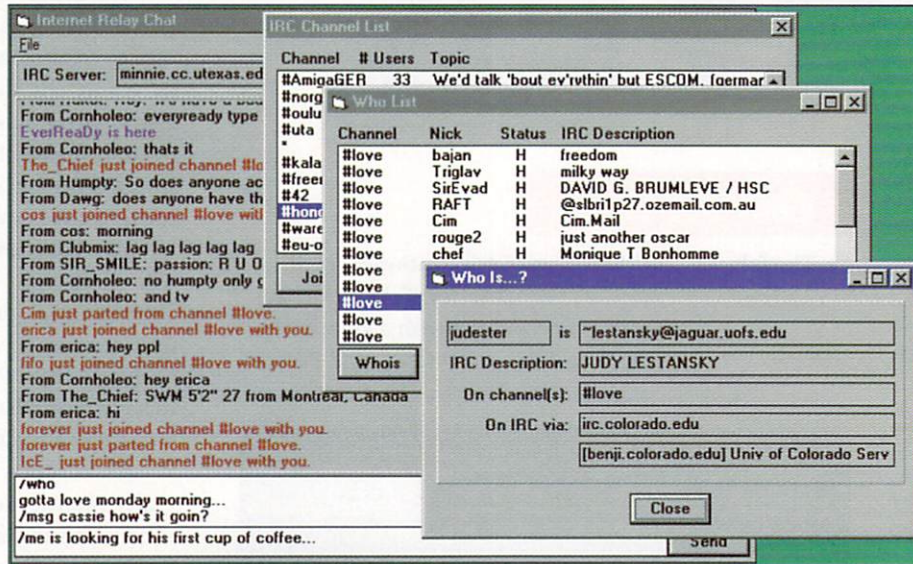 Internet Relay Chat
File
IRC Server: minnie.cc.utexas.ed
From Cornholeo: everyready type
EverReaDy is here
From Cornholeo: thats it
The_Chief just joined channel #lo
From Humpty: So does anyone ac
From Dawg: does anyone have th
cos just joined channel #love with
From cos: morning
From Clubmix: lag lag lag lag lag
From SIR_SMILE: passion: R U O
From Cornholeo: no humpty only g
From Cornholeo: and tv
Cim just parted from channel #love.
erica just joined channel #love with you.
From erica: hey ppl
fifo just joined channel #love with you.
From Cornholeo: hey erica
From The_Chief: SWM 5'2" 27 from Montreal, Canada
From erica: hi
forever just joined channel #love with you.
forever just parted from channel #love.
IcE_ just joined channel #love with you.
/who
gotta love monday morning...
/msg cassie how's it goin?
/me is looking for his first cup of coffee...
Send
IRC Channel List
Channel # Users Topic
#AmigaGER 33 We'd talk 'bout ev'rythin' but ESCOM. (german
#norg
#oulu
#uta
*
#kala
#freer
#42
#hong
#ware
#eu-o
Joi
Who List
Channel Nick Status IRC Description
#love bajan H freedom
#love Triglav H milky way
#love SirEvad H DAVID G. BRUMLEVE / HSC
#love RAFT H @slbri1p27.ozemail.com.au
#love Cim H Cim.Mail
#love rouge2 H just another oscar
#love chef H Monique T Bonhomme
#love
#love
#love
#love
#love
Whois
Who Is...?
judester is ~lestansky@jaguar.uofs.edu
IRC Description: JUDY LESTANSKY
On channel(s): #love
On IRC via: irc.colorado.edu
[benji.colorado.edu] Univ of Colorado Serv
Close